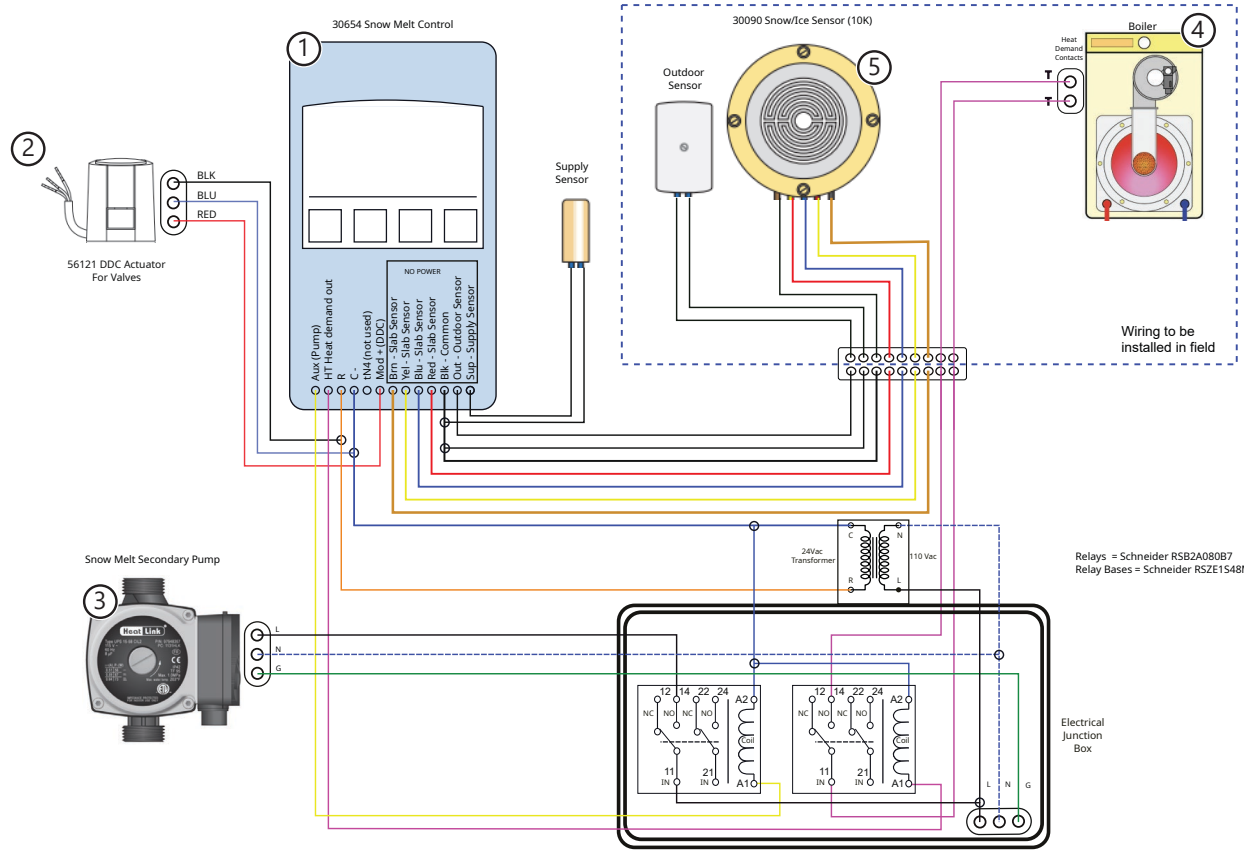 30654 Snow Melt Control
1
30090 Snow/Ice Sensor (10K)
5
Boiler
4
Heat
Demand
Contacts
T
T
Outdoor
Sensor
Supply
Sensor
2
BLK
BLU
RED
56121 DDC Actuator
For Valves
NO POWER
Aux (Pump)
HT Heat demand out
R
C -
tN4 (not used)
Mod + (DDC)
Brn - Slab Sensor
Yel - Slab Sensor
Blu - Slab Sensor
Red - Slab Sensor
Blk - Common
Out - Outdoor Sensor
Sup - Supply Sensor
Wiring to be
installed in field
C
N
24Vac
Transformer
110 Vac
R
L
Relays = Schneider RSB2A080B7
Relay Bases = Schneider RSZE1S48
Snow Melt Secondary Pump
3
Heat Link
L
N
G
12 14 22 24 A2
NC NO NC NO
Coil
11 21 A1
IN IN
12 14 22 24 A2
NC NO NC NO
Coil
11 21 A1
IN IN
Electrical
Junction
Box
L N G